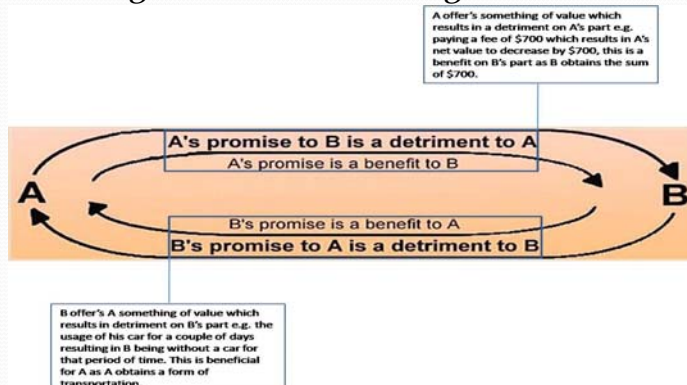 A offer's something of value which
results in a detriment on A's part e.g.
paying a fee of $700 which results in A's
net value to decrease by $700, this is a
benefit on B's part as B obtains the sum
of $700.
A's promise to B is a detriment to A
A's promise is a benefit to B
A
B
B's promise is a benefit to A
B's promise to A is a detriment to B
B offer's A something of value which
results in detriment on B's part e.g. the
usage of his car for a couple of days
resulting in B being without a car for
that period of time. This is beneficial
for A as A obtains a form of
transportation